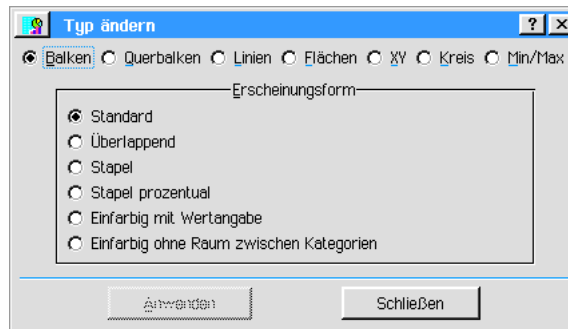 Typ ändern
Balken Querbalken Linien Flächen XY Kreis Min/Max
Erscheinungsform
Standard
Überlappend
Stapel
Stapel prozentual
Einfarbig mit Wertangabe
Einfarbig ohne Raum zwischen Kategorien
Anwenden Schließen